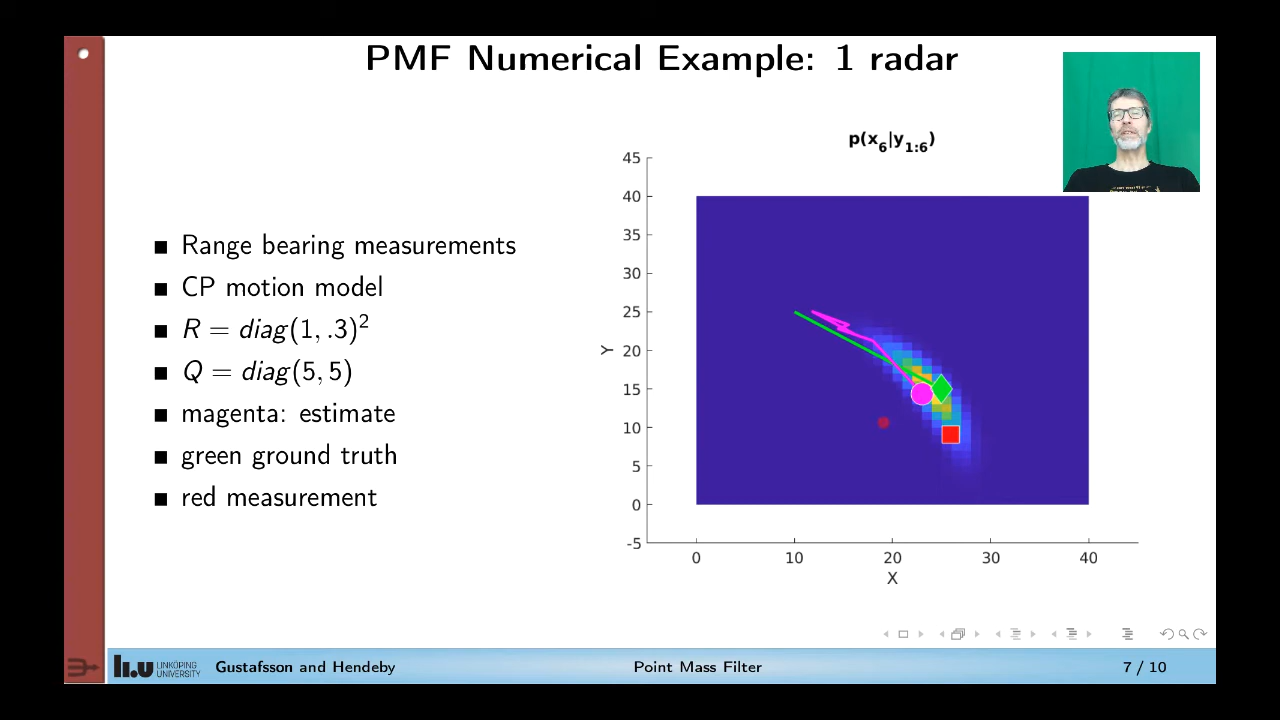 PMF Numerical Example: 1 radar
Range bearing measurements
CP motion model
R = diag(1, .3)²
Q = diag(5, 5)
magenta: estimate
green ground truth
red measurement
p(x₆|y₁:₆)
45
40
35
30
25
20
15
10
5
0
-5
Y
0 10 20 30 40
X
LINKÖPING
UNIVERSITY
Gustafsson and Hendeby Point Mass Filter 7 / 10